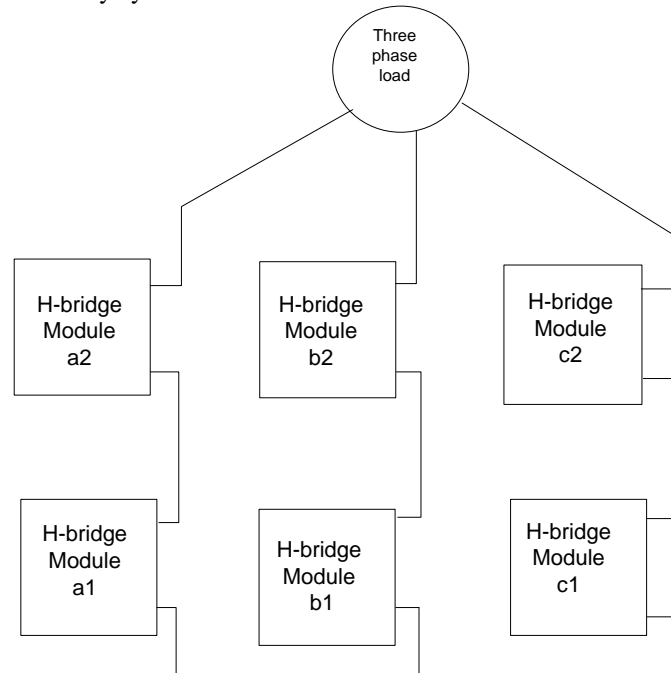 Three
phase
load
H-bridge
Module
a2
H-bridge
Module
b2
H-bridge
Module
c2
H-bridge
Module
a1
H-bridge
Module
b1
H-bridge
Module
c1